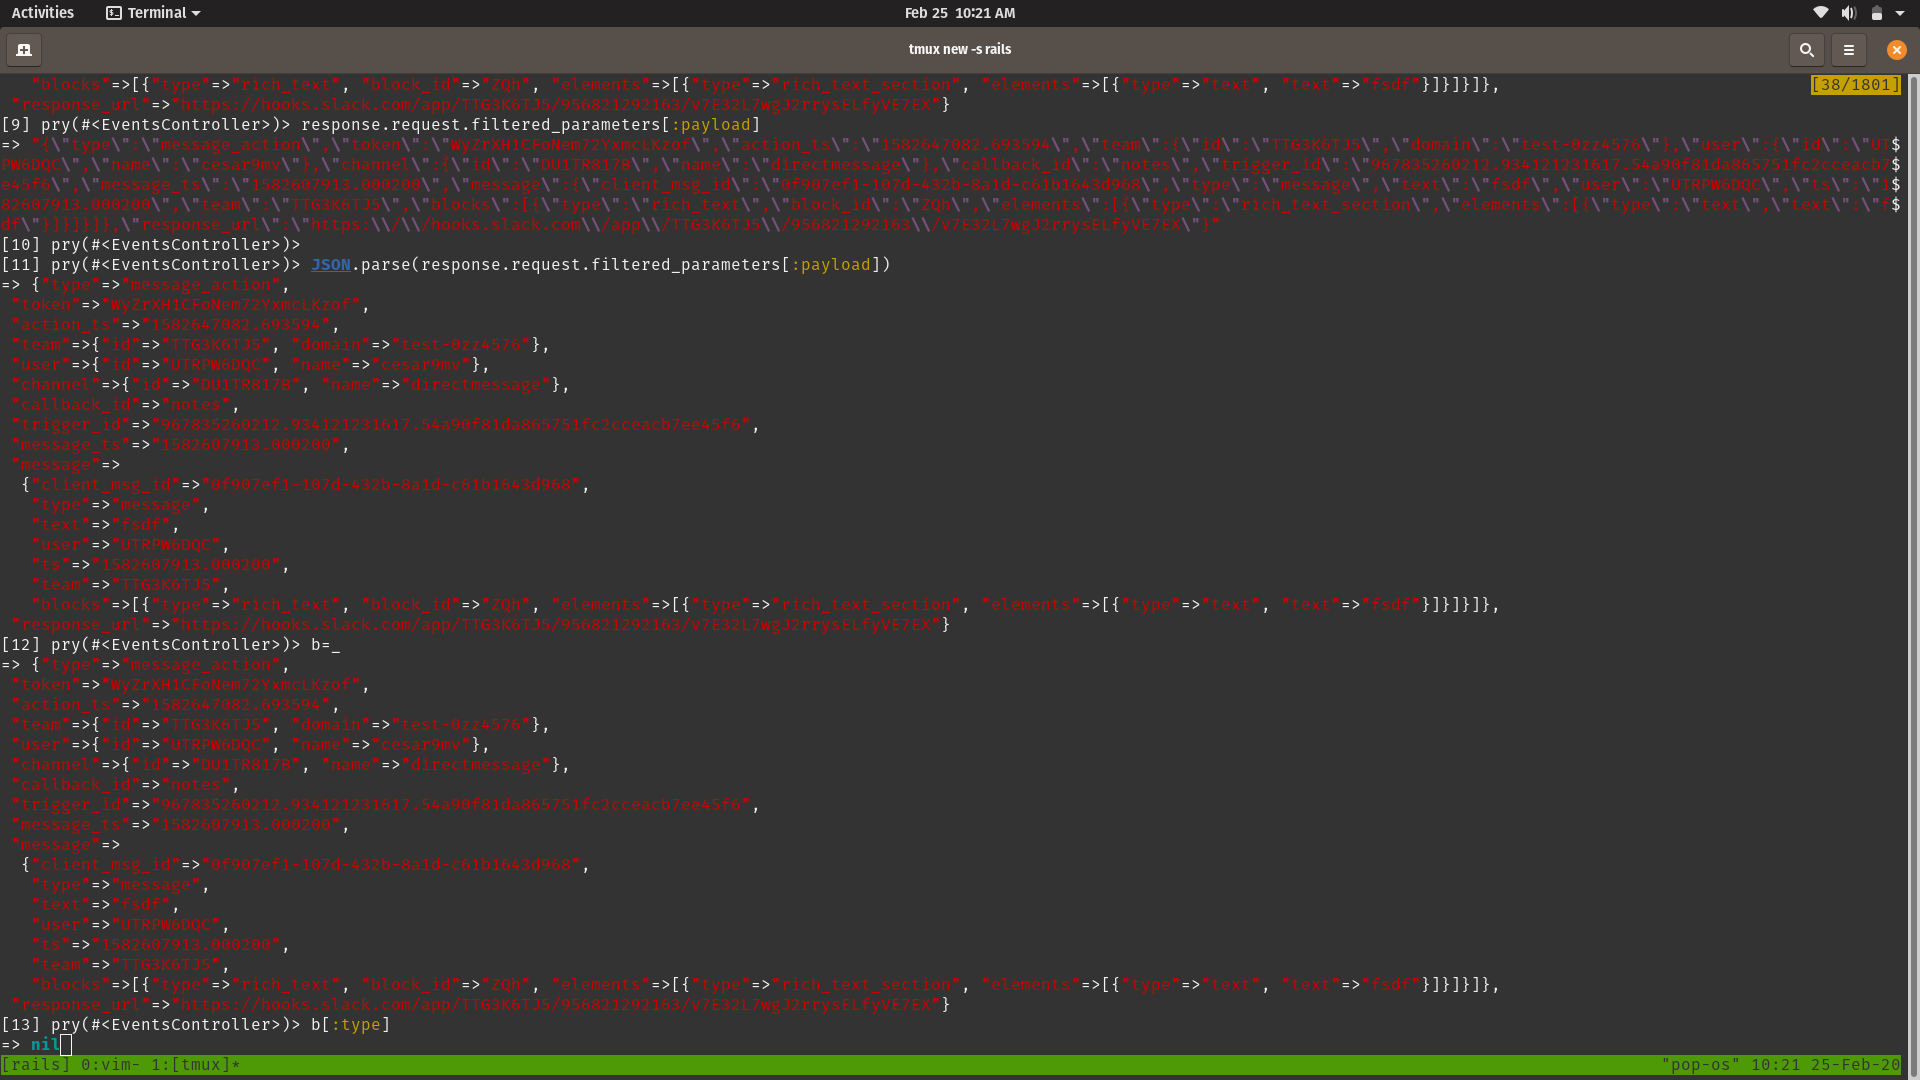 Activities Terminal Feb 25 10:21 AM
tmux new -s rails
"blocks"=>[{"type"=>"rich_text", "block_id"=>"ZQh", "elements"=>[{"type"=>"rich_text_section", "elements"=>[{"type"=>"text", "text"=>"fsdf"}]}]}]}, [38/1801]
"response_url"=>"https://hooks.slack.com/app/TTG3K6TJ5/956821292163/v7E32L7wgJ2rrysELfyVE7EX"}
[9] pry(#<EventsController>)> response.request.filtered_parameters[:payload]
=> "{\"type\":\"message_action\",\"token\":\"WyZrXH1CFoNem72YxmcLKzof\",\"action_ts\":\"1582647082.693594\",\"team\":{\"id\":\"TTG3K6TJ5\",\"domain\":\"test-0zz4576\"},\"user\":{\"id\":\"UT$
PW6DQC\",\"name\":\"cesar9mv\"},\"channel\":{\"id\":\"DU1TR817B\",\"name\":\"directmessage\"},\"callback_id\":\"notes\",\"trigger_id\":\"967835260212.934121231617.54a90f81da865751fc2cceacb7$
e45f6\",\"message_ts\":\"1582607913.000200\",\"message\":{\"client_msg_id\":\"0f907ef1-107d-432b-8a1d-c61b1643d968\",\"type\":\"message\",\"text\":\"fsdf\",\"user\":\"UTRPW6DQC\",\"ts\":\"1$
82607913.000200\",\"team\":\"TTG3K6TJ5\",\"blocks\":[{\"type\":\"rich_text\",\"block_id\":\"ZQh\",\"elements\":[{\"type\":\"rich_text_section\",\"elements\":[{\"type\":\"text\",\"text\":\"f$
df\"}]}]}]},\"response_url\":\"https:\\/\\/hooks.slack.com\\/app\\/TTG3K6TJ5\\/956821292163\\/v7E32L7wgJ2rrysELfyVE7EX\"}"
[10] pry(#<EventsController>)>
[11] pry(#<EventsController>)> JSON.parse(response.request.filtered_parameters[:payload])
=> {"type"=>"message_action",
"token"=>"WyZrXH1CFoNem72YxmcLKzof",
"action_ts"=>"1582647082.693594",
"team"=>{"id"=>"TTG3K6TJ5", "domain"=>"test-0zz4576"},
"user"=>{"id"=>"UTRPW6DQC", "name"=>"cesar9mv"},
"channel"=>{"id"=>"DU1TR817B", "name"=>"directmessage"},
"callback_id"=>"notes",
"trigger_id"=>"967835260212.934121231617.54a90f81da865751fc2cceacb7ee45f6",
"message_ts"=>"1582607913.000200",
"message"=>
{"client_msg_id"=>"0f907ef1-107d-432b-8a1d-c61b1643d968",
"type"=>"message",
"text"=>"fsdf",
"user"=>"UTRPW6DQC",
"ts"=>"1582607913.000200",
"team"=>"TTG3K6TJ5",
"blocks"=>[{"type"=>"rich_text", "block_id"=>"ZQh", "elements"=>[{"type"=>"rich_text_section", "elements"=>[{"type"=>"text", "text"=>"fsdf"}]}]}]},
"response_url"=>"https://hooks.slack.com/app/TTG3K6TJ5/956821292163/v7E32L7wgJ2rrysELfyVE7EX"}
[12] pry(#<EventsController>)> b=_
=> {"type"=>"message_action",
"token"=>"WyZrXH1CFoNem72YxmcLKzof",
"action_ts"=>"1582647082.693594",
"team"=>{"id"=>"TTG3K6TJ5", "domain"=>"test-0zz4576"},
"user"=>{"id"=>"UTRPW6DQC", "name"=>"cesar9mv"},
"channel"=>{"id"=>"DU1TR817B", "name"=>"directmessage"},
"callback_id"=>"notes",
"trigger_id"=>"967835260212.934121231617.54a90f81da865751fc2cceacb7ee45f6",
"message_ts"=>"1582607913.000200",
"message"=>
{"client_msg_id"=>"0f907ef1-107d-432b-8a1d-c61b1643d968",
"type"=>"message",
"text"=>"fsdf",
"user"=>"UTRPW6DQC",
"ts"=>"1582607913.000200",
"team"=>"TTG3K6TJ5",
"blocks"=>[{"type"=>"rich_text", "block_id"=>"ZQh", "elements"=>[{"type"=>"rich_text_section", "elements"=>[{"type"=>"text", "text"=>"fsdf"}]}]}]},
"response_url"=>"https://hooks.slack.com/app/TTG3K6TJ5/956821292163/v7E32L7wgJ2rrysELfyVE7EX"}
[13] pry(#<EventsController>)> b[:type]
=> nil
[rails] 0:vim- 1:[tmux]* "pop-os" 10:21 25-Feb-20